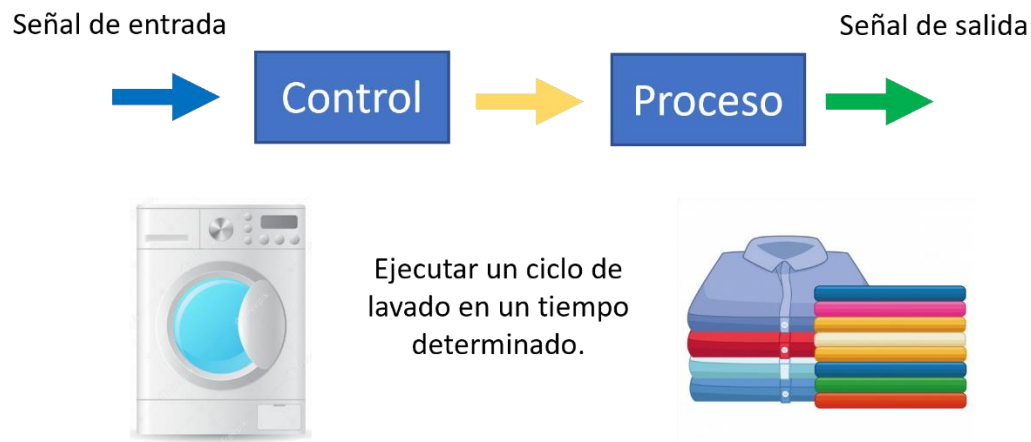 Señal de entrada
Señal de salida
Control
Proceso
Ejecutar un ciclo de
lavado en un tiempo
determinado.